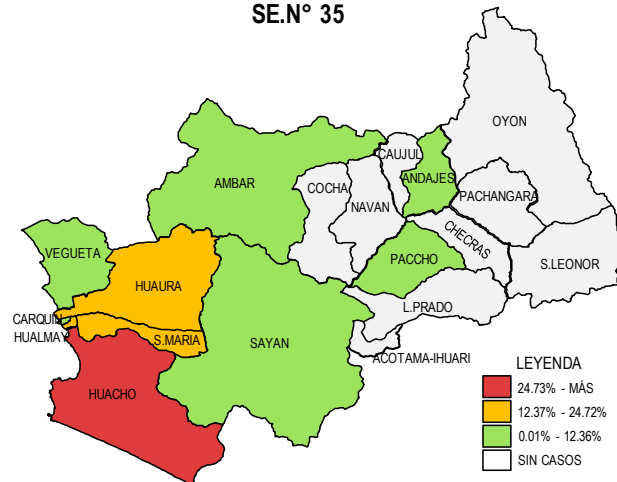 SE.N° 35
OYON
CAUJUL
ANDAJES
AMBAR
COCHA
PACHANGARA
NAVAN
CHECRAS
VEGUETA
PACCHO
S.LEONOR
HUAURA
L.PRADO
CARQUIN
HUALMAY
S.MARIA
SAYAN
ACOTAMA-IHUARI
HUACHO
LEYENDA
24.73% - MÁS
12.37% - 24.72%
0.01% - 12.36%
SIN CASOS